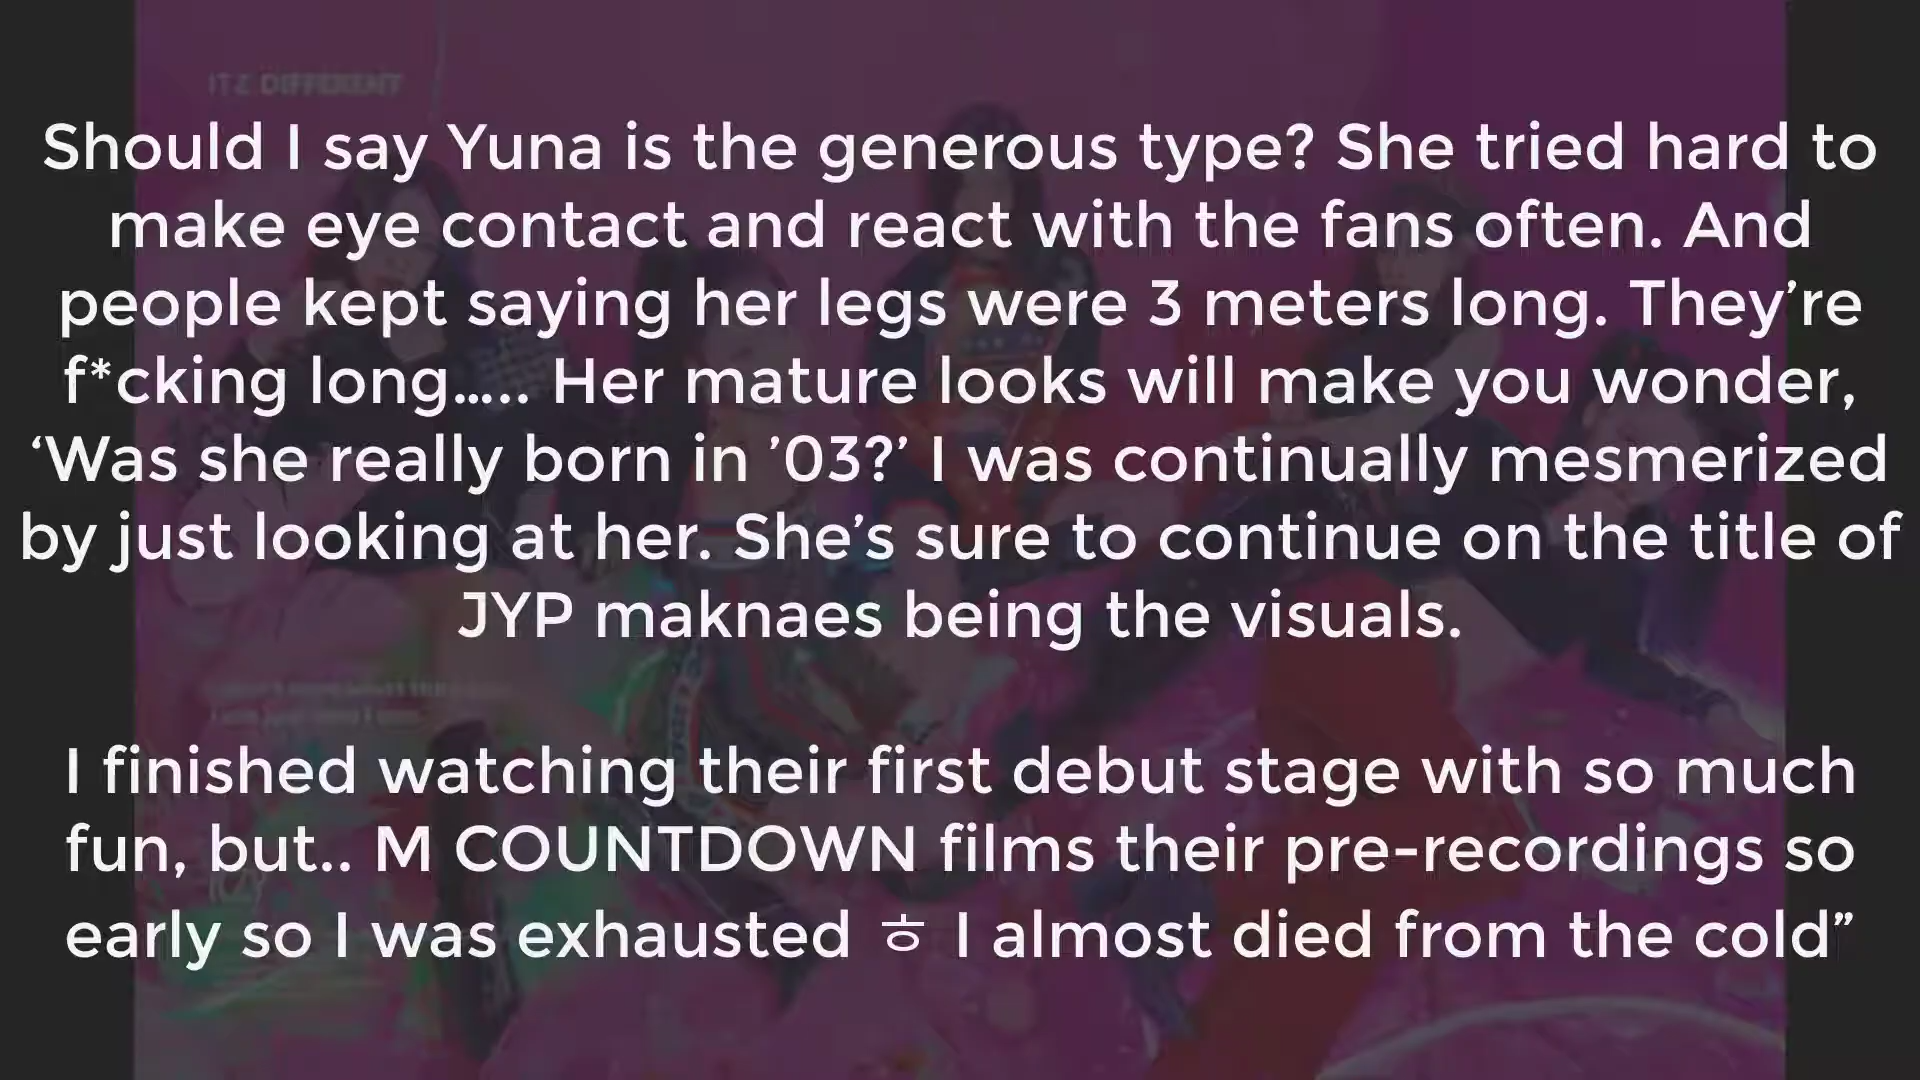 ITZ DIFFERENT
Should I say Yuna is the generous type? She tried hard to
make eye contact and react with the fans often. And
people kept saying her legs were 3 meters long. They’re
f*cking long..... Her mature looks will make you wonder,
‘Was she really born in ’03?’ I was continually mesmerized
by just looking at her. She’s sure to continue on the title of
JYP maknaes being the visuals.
I finished watching their first debut stage with so much
fun, but.. M COUNTDOWN films their pre-recordings so
early so I was exhausted ㅎ I almost died from the cold”